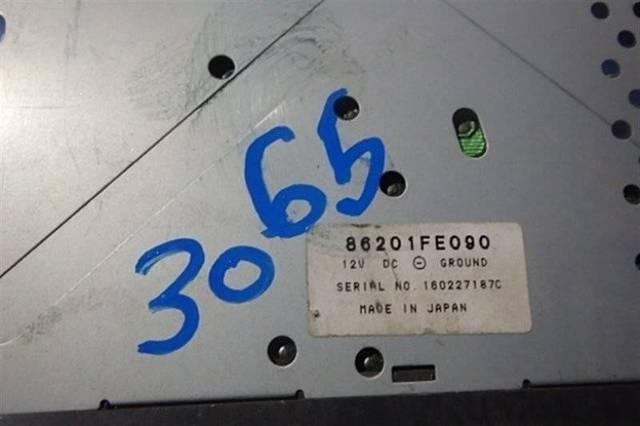 65
30
86201FE090
12V DC ⊖ GROUND
SERIAL NO. 160227187C
MADE IN JAPAN